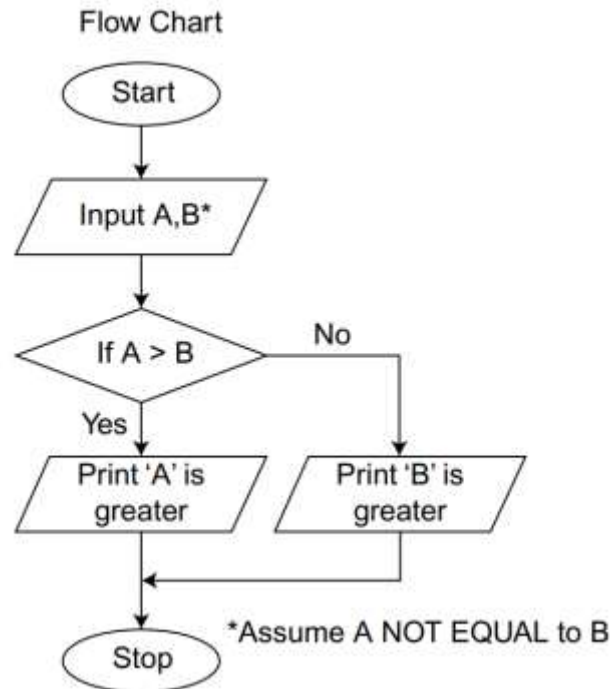 Flow Chart
Start
Input A,B*
If A > B
No
Yes
Print ‘A’ is
greater
Print ‘B’ is
greater
*Assume A NOT EQUAL to B
Stop